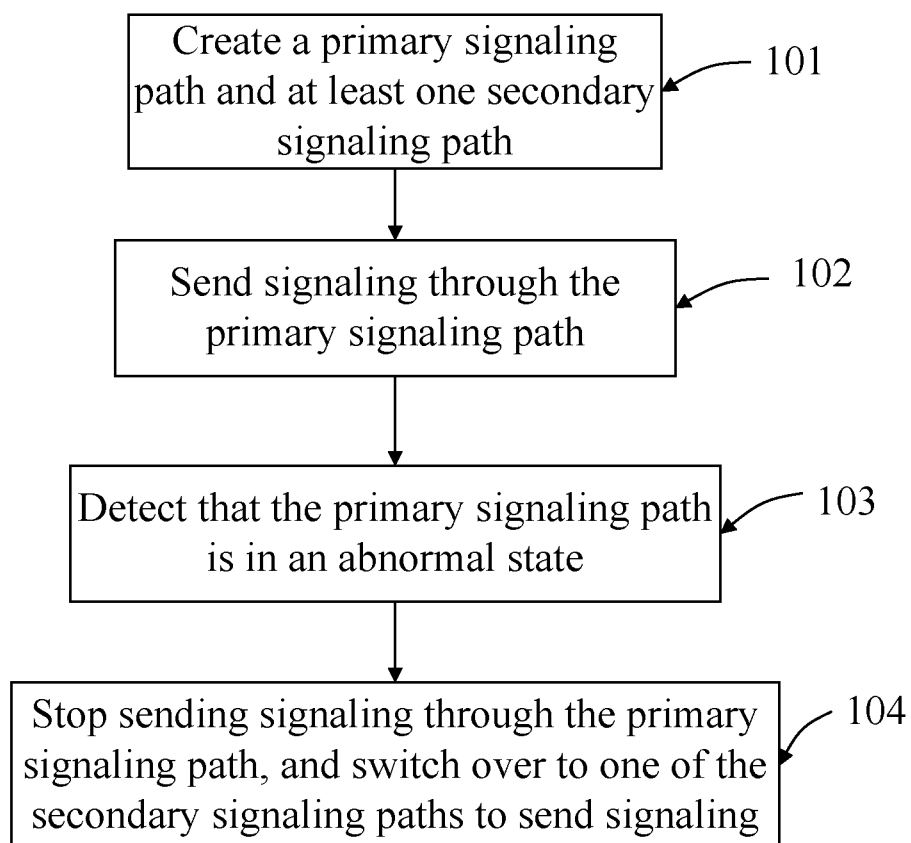 Create a primary signaling
path and at least one secondary
signaling path
101
Send signaling through the
primary signaling path
102
Detect that the primary signaling path
is in an abnormal state
103
Stop sending signaling through the primary
signaling path, and switch over to one of the
secondary signaling paths to send signaling
104